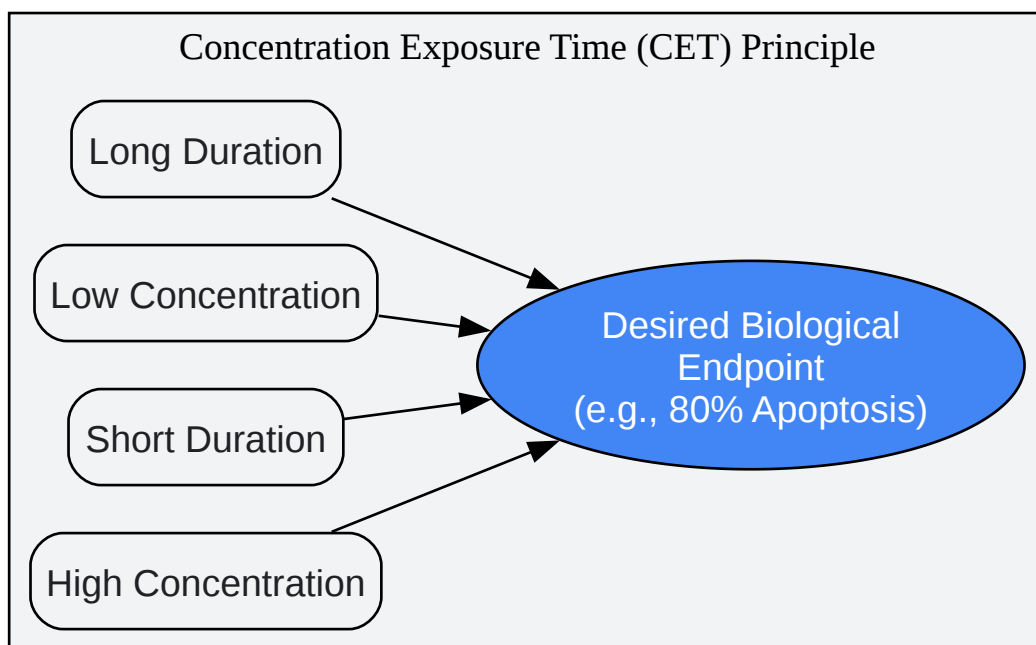 Concentration Exposure Time (CET) Principle
Long Duration
Low Concentration
Desired Biological
Endpoint
(e.g., 80% Apoptosis)
Short Duration
High Concentration